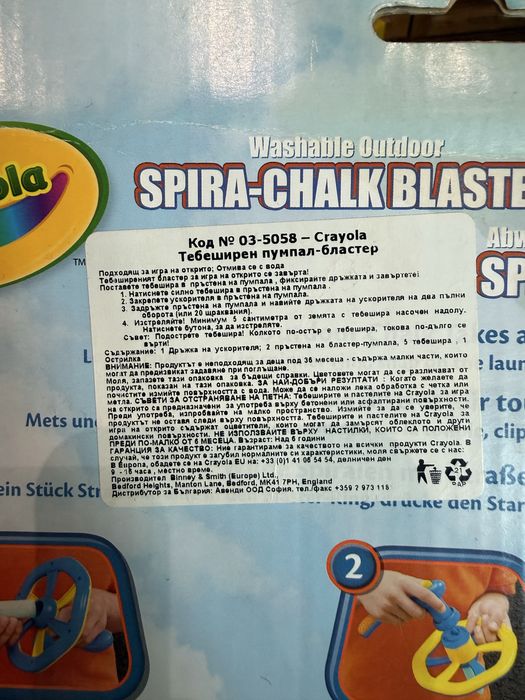 ola
TM
Washable Outdoor
SPIRA-CHALK BLASTE
Код № 03-5058 – Crayola
Тебеширен пумпал-бластер
Подходящ за игра на открито; Отмива се с вода
Тебеширеният бластер за игра на открито се завърта!
Поставете тебешира в пръстена на пумпала , фиксирайте дръжката и завъртете!
1. Натиснете силно тебешира в пръстена на пумпала .
2. Закрепете ускорителя в пръстена на пумпала.
3. Задръжте пръстена на пумпала и навийте дръжката на ускорителя на два пълни
оборота (или 20 щраквания).
4. Изстреляйте! Минимум 5 сантиметра от земята с тебешира насочен надолу.
Натиснете бутона, за да изстреляте.
Съвет: Подострете тебешира! Колкото по-остър е тебешира, токова по-дълго се
върти!
Съдържание: 1 Дръжка на ускорителя; 2 пръстена на бластер-пумпала, 5 тебешира , 1
Острилка
ВНИМАНИЕ: Продуктът е неподходящ за деца под 36 месеца - съдържа малки части, които
могат да предизвикат задавяне при поглъщане.
Моля, запазете тази опаковка за бъдещи справки. Цветовете могат да се различават от
продукта, показан на тази опаковка. ЗА НАЙ-ДОБРИ РЕЗУЛТАТИ : Когато желаете да
почистите измийте повърхността с вода. Може да се наложи лека обработка с четка или
метла. СЪВЕТИ ЗА ОТСТРАНЯВАНЕ НА ПЕТНА: Тебеширите и пастелите на Crayola за игра
на открито са предназначени за употреба върху бетонни или асфалтирани повърхности.
Преди употреба, изпробвайте на малко пространство. Измийте за да се уверите, че
продуктът не оставя следи върху повърхността. Тебеширите и пастелите на Crayola за
игра на открито съдържат оцветители, които могат да замърсят облеклото и други
домакински повърхности. НЕ ИЗПОЛЗВАЙТЕ ВЪРХУ НАСТИЛКИ, КОИТО СА ПОЛОЖЕНИ
ПРЕДИ ПО-МАЛКО ОТ 6 МЕСЕЦА. Възраст: Над 6 години
ГАРАНЦИЯ ЗА КАЧЕСТВО: Ние гарантираме за качеството на всички продукти Crayola. В
случай, че този продукт е загубил нормалните си характеристики, моля свържете се с нас:
В Европа, обадете на Crayola EU на: +33 (0)1 41 06 54 54, делничен ден
9 - 18 часа , местно време.
Производител Binney & Smith (Europe) Ltd.,
Bedford Heights, Manton Lane, Bedford, MK41 7PH, England
Дистрибутор за България: Авенди ООД София. тел./факс +359 2 973 118
21
Abw
SP
kes a
e laun
r tou
, clip
Mets un
ein Stück Str
drücke den Star
2